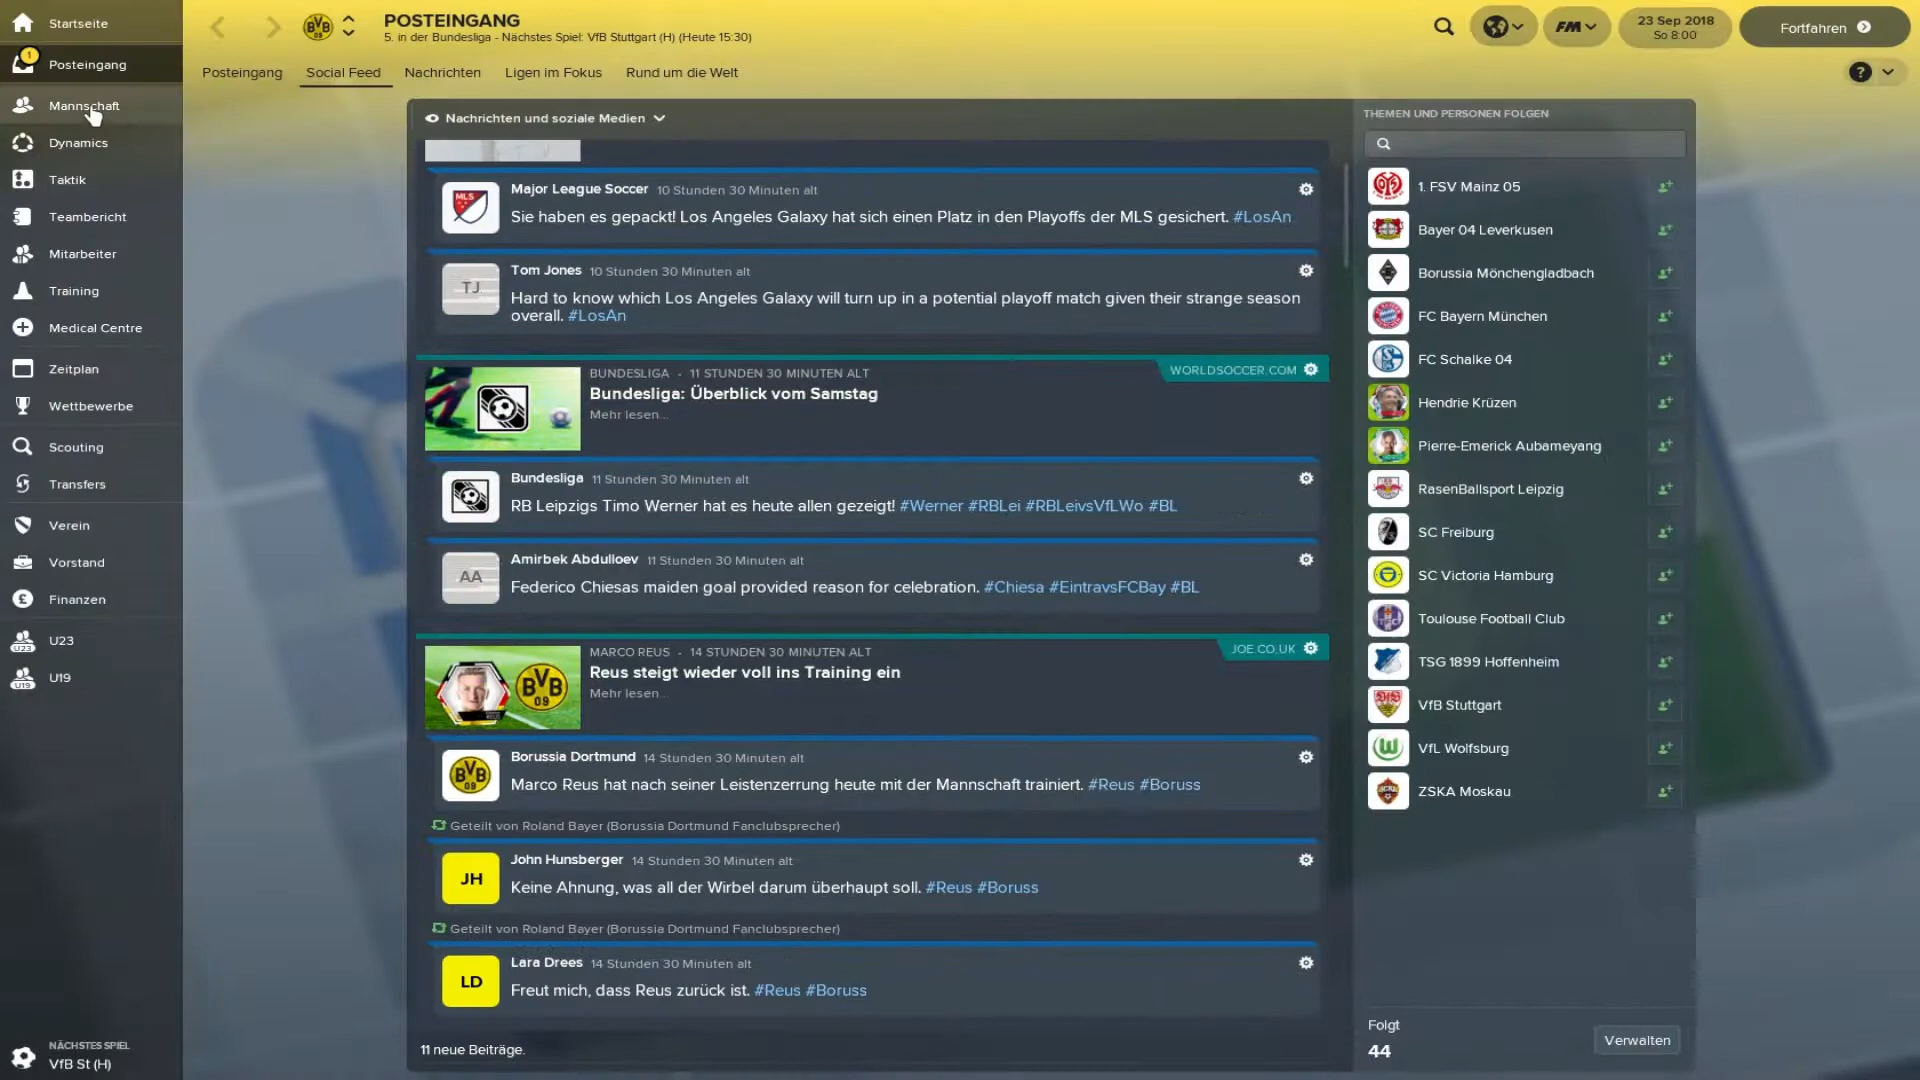 Startseite
1
Posteingang
Mannschaft
Dynamics
Taktik
Teambericht
Mitarbeiter
Training
Medical Centre
Zeitplan
Wettbewerbe
Scouting
Transfers
Verein
Vorstand
Finanzen
U23
U23
U19
U19
NÄCHSTES SPIEL
VfB St (H)
BVB
09
POSTEINGANG
5. in der Bundesliga - Nächstes Spiel: VfB Stuttgart (H) (Heute 15:30)
FM
23 Sep 2018
So 8:00
Fortfahren
Posteingang
Social Feed
Nachrichten
Ligen im Fokus
Rund um die Welt
?
Nachrichten und soziale Medien
MLS
Major League Soccer 10 Stunden 30 Minuten alt
Sie haben es gepackt! Los Angeles Galaxy hat sich einen Platz in den Playoffs der MLS gesichert. #LosAn
TJ
Tom Jones 10 Stunden 30 Minuten alt
Hard to know which Los Angeles Galaxy will turn up in a potential playoff match given their strange season
overall. #LosAn
BUNDESLIGA - 11 STUNDEN 30 MINUTEN ALT
WORLDSOCCER.COM
Bundesliga: Überblick vom Samstag
Mehr lesen...
Bundesliga 11 Stunden 30 Minuten alt
RB Leipzigs Timo Werner hat es heute allen gezeigt! #Werner #RBLei #RBLeivsVfLWo #BL
AA
Amirbek Abdulloev 11 Stunden 30 Minuten alt
Federico Chiesas maiden goal provided reason for celebration. #Chiesa #EintravsFCBay #BL
MARCO REUS - 14 STUNDEN 30 MINUTEN ALT
JOE.CO.UK
Reus steigt wieder voll ins Training ein
Mehr lesen...
BVB
09
Borussia Dortmund 14 Stunden 30 Minuten alt
Marco Reus hat nach seiner Leistenzerrung heute mit der Mannschaft trainiert. #Reus #Boruss
BVB
09
Geteilt von Roland Bayer (Borussia Dortmund Fanclubsprecher)
JH
John Hunsberger 14 Stunden 30 Minuten alt
Keine Ahnung, was all der Wirbel darum überhaupt soll. #Reus #Boruss
Geteilt von Roland Bayer (Borussia Dortmund Fanclubsprecher)
LD
Lara Drees 14 Stunden 30 Minuten alt
Freut mich, dass Reus zurück ist. #Reus #Boruss
11 neue Beiträge.
THEMEN UND PERSONEN FOLGEN
1. FSV Mainz 05
Bayer 04 Leverkusen
Borussia Mönchengladbach
FC Bayern München
FC Schalke 04
Hendrie Krüzen
Pierre-Emerick Aubameyang
RasenBallsport Leipzig
SC Freiburg
SC Victoria Hamburg
Toulouse Football Club
TSG 1899 Hoffenheim
VfB Stuttgart
VfL Wolfsburg
ZSKA Moskau
Folgt
44
Verwalten